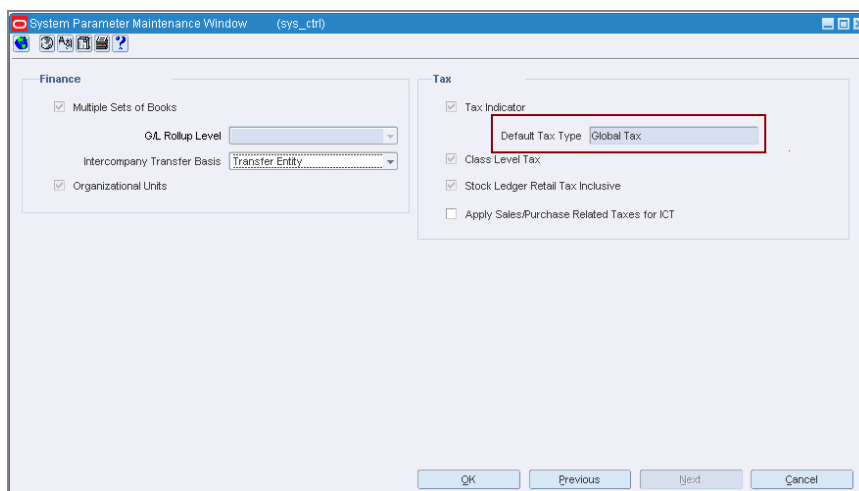 System Parameter Maintenance Window (sys_ctrl)
Finance
Multiple Sets of Books
G/L Rollup Level
Intercompany Transfer Basis Transfer Entity
Organizational Units
Tax
Tax Indicator
Default Tax Type Global Tax
Class Level Tax
Stock Ledger Retail Tax Inclusive
Apply Sales/Purchase Related Taxes for ICT
OK Previous Next Cancel